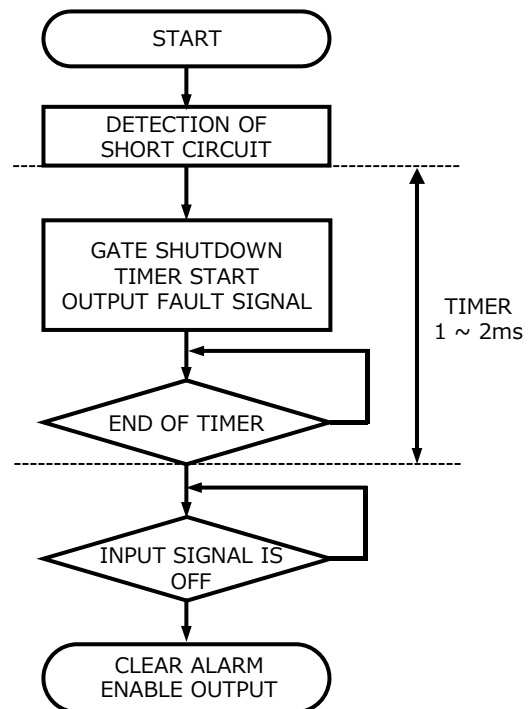 START
DETECTION OF
SHORT CIRCUIT
GATE SHUTDOWN
TIMER START
OUTPUT FAULT SIGNAL
TIMER
1 ~ 2ms
END OF TIMER
INPUT SIGNAL IS
OFF
CLEAR ALARM
ENABLE OUTPUT